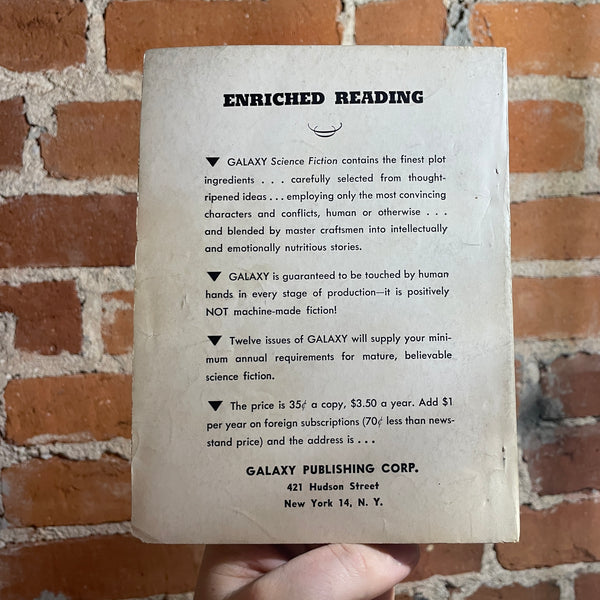 ENRICHED READING
▼ GALAXY Science Fiction contains the finest plot
ingredients . . . carefully selected from thought-
ripened ideas . . . employing only the most convincing
characters and conflicts, human or otherwise . . .
and blended by master craftsmen into intellectually
and emotionally nutritious stories.
▼ GALAXY is guaranteed to be touched by human
hands in every stage of production—it is positively
NOT machine-made fiction!
▼ Twelve issues of GALAXY will supply your mini-
mum annual requirements for mature, believable
science fiction.
▼ The price is 35¢ a copy, $3.50 a year. Add $1
per year on foreign subscriptions (70¢ less than news-
stand price) and the address is . . .
GALAXY PUBLISHING CORP.
421 Hudson Street
New York 14, N. Y.